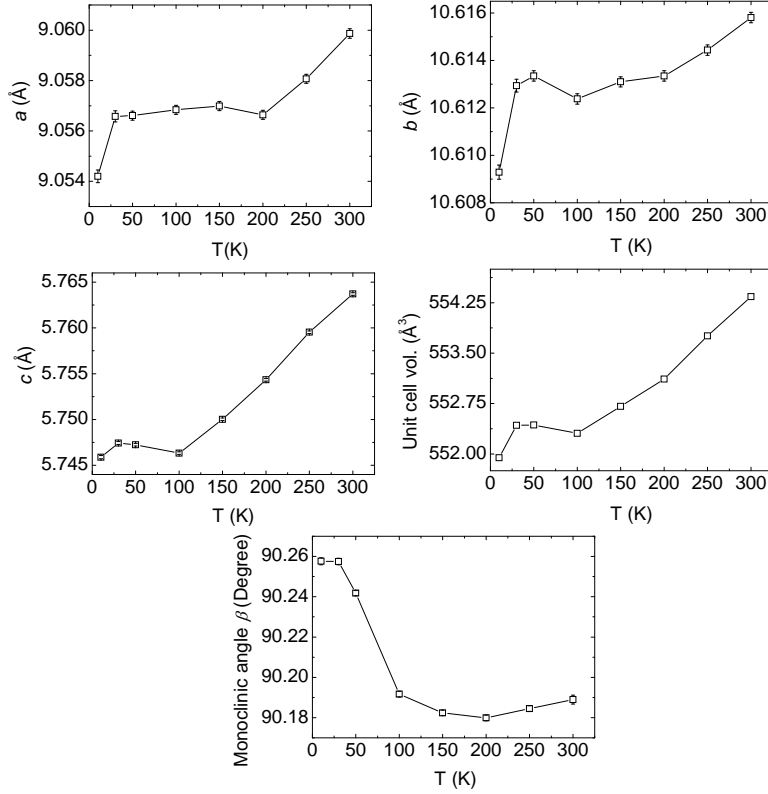 9.060
9.058
9.056
9.054
a (Å)
0 50 100 150 200 250 300
T(K)
10.616
10.614
10.612
10.610
10.608
b (Å)
0 50 100 150 200 250 300
T (K)
5.765
5.760
5.755
5.750
5.745
c (Å)
0 50 100 150 200 250 300
T (K)
554.25
553.50
552.75
552.00
Unit cell vol. (Å³)
0 50 100 150 200 250 300
T (K)
90.26
90.24
90.22
90.20
90.18
Monoclinic angle β (Degree)
0 50 100 150 200 250 300
T (K)